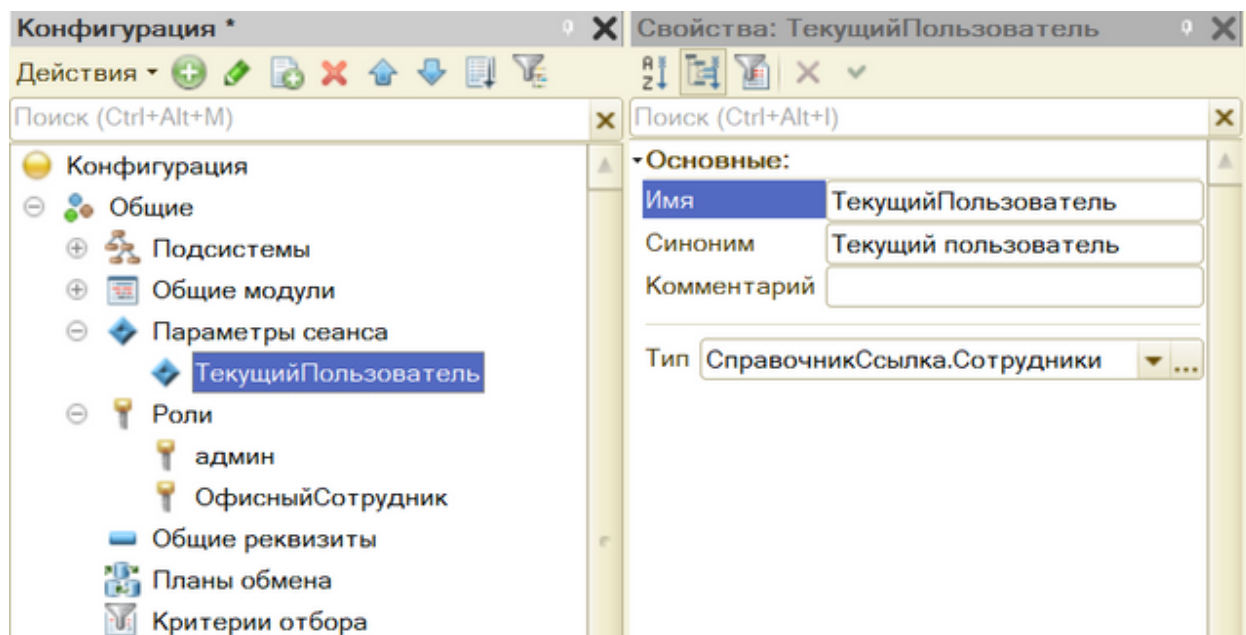 Конфигурация *
Действия
Поиск (Ctrl+Alt+M)
Конфигурация
Общие
Подсистемы
Общие модули
Параметры сеанса
ТекущийПользователь
Роли
админ
ОфисныйСотрудник
Общие реквизиты
Планы обмена
Критерии отбора
Свойства: ТекущийПользователь
Поиск (Ctrl+Alt+I)
Основные:
Имя ТекущийПользователь
Синоним Текущий пользователь
Комментарий
Тип СправочникСсылка.Сотрудники ...